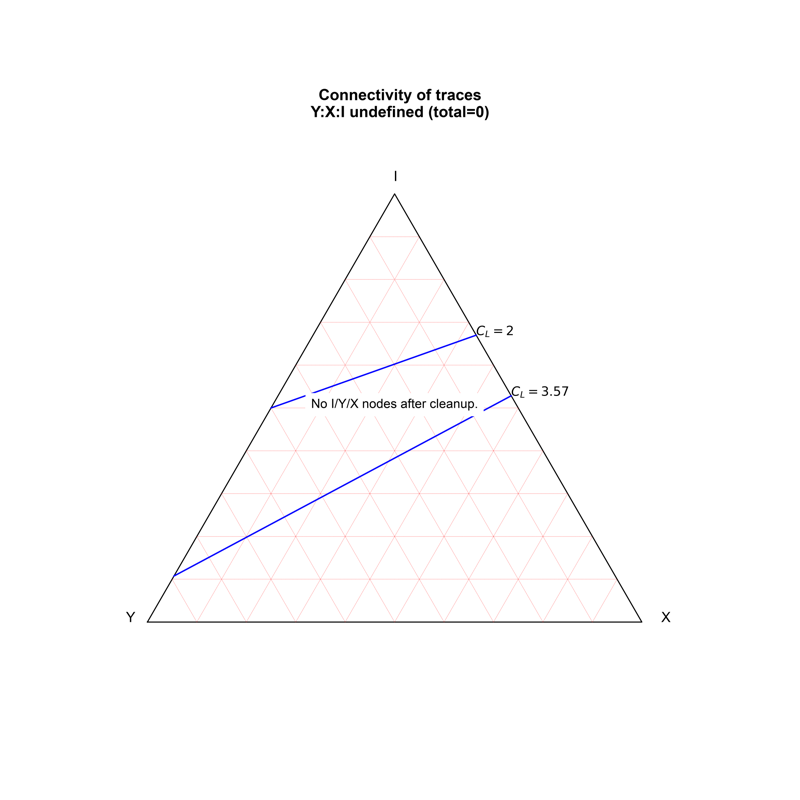 Connectivity of traces
Y:X:I undefined (total=0)
I
C_L = 2
C_L = 3.57
No I/Y/X nodes after cleanup.
Y
X